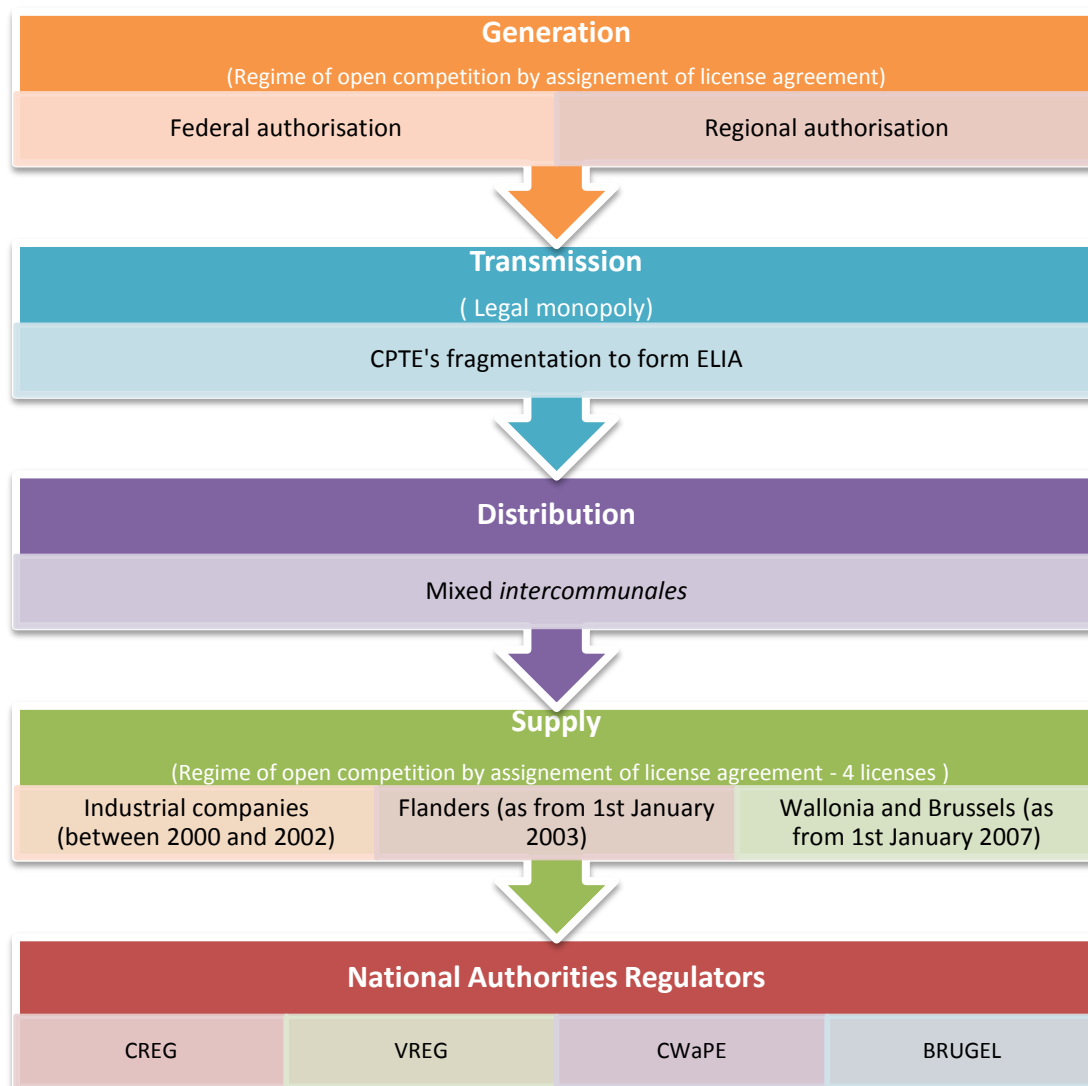 Generation
(Regime of open competition by assignement of license agreement)
Federal authorisation
Regional authorisation
Transmission
( Legal monopoly)
CPTE's fragmentation to form ELIA
Distribution
Mixed intercommunales
Supply
(Regime of open competition by assignement of license agreement - 4 licenses )
Industrial companies
(between 2000 and 2002)
Flanders (as from 1st January
2003)
Wallonia and Brussels (as
from 1st January 2007)
National Authorities Regulators
CREG
VREG
CWaPE
BRUGEL